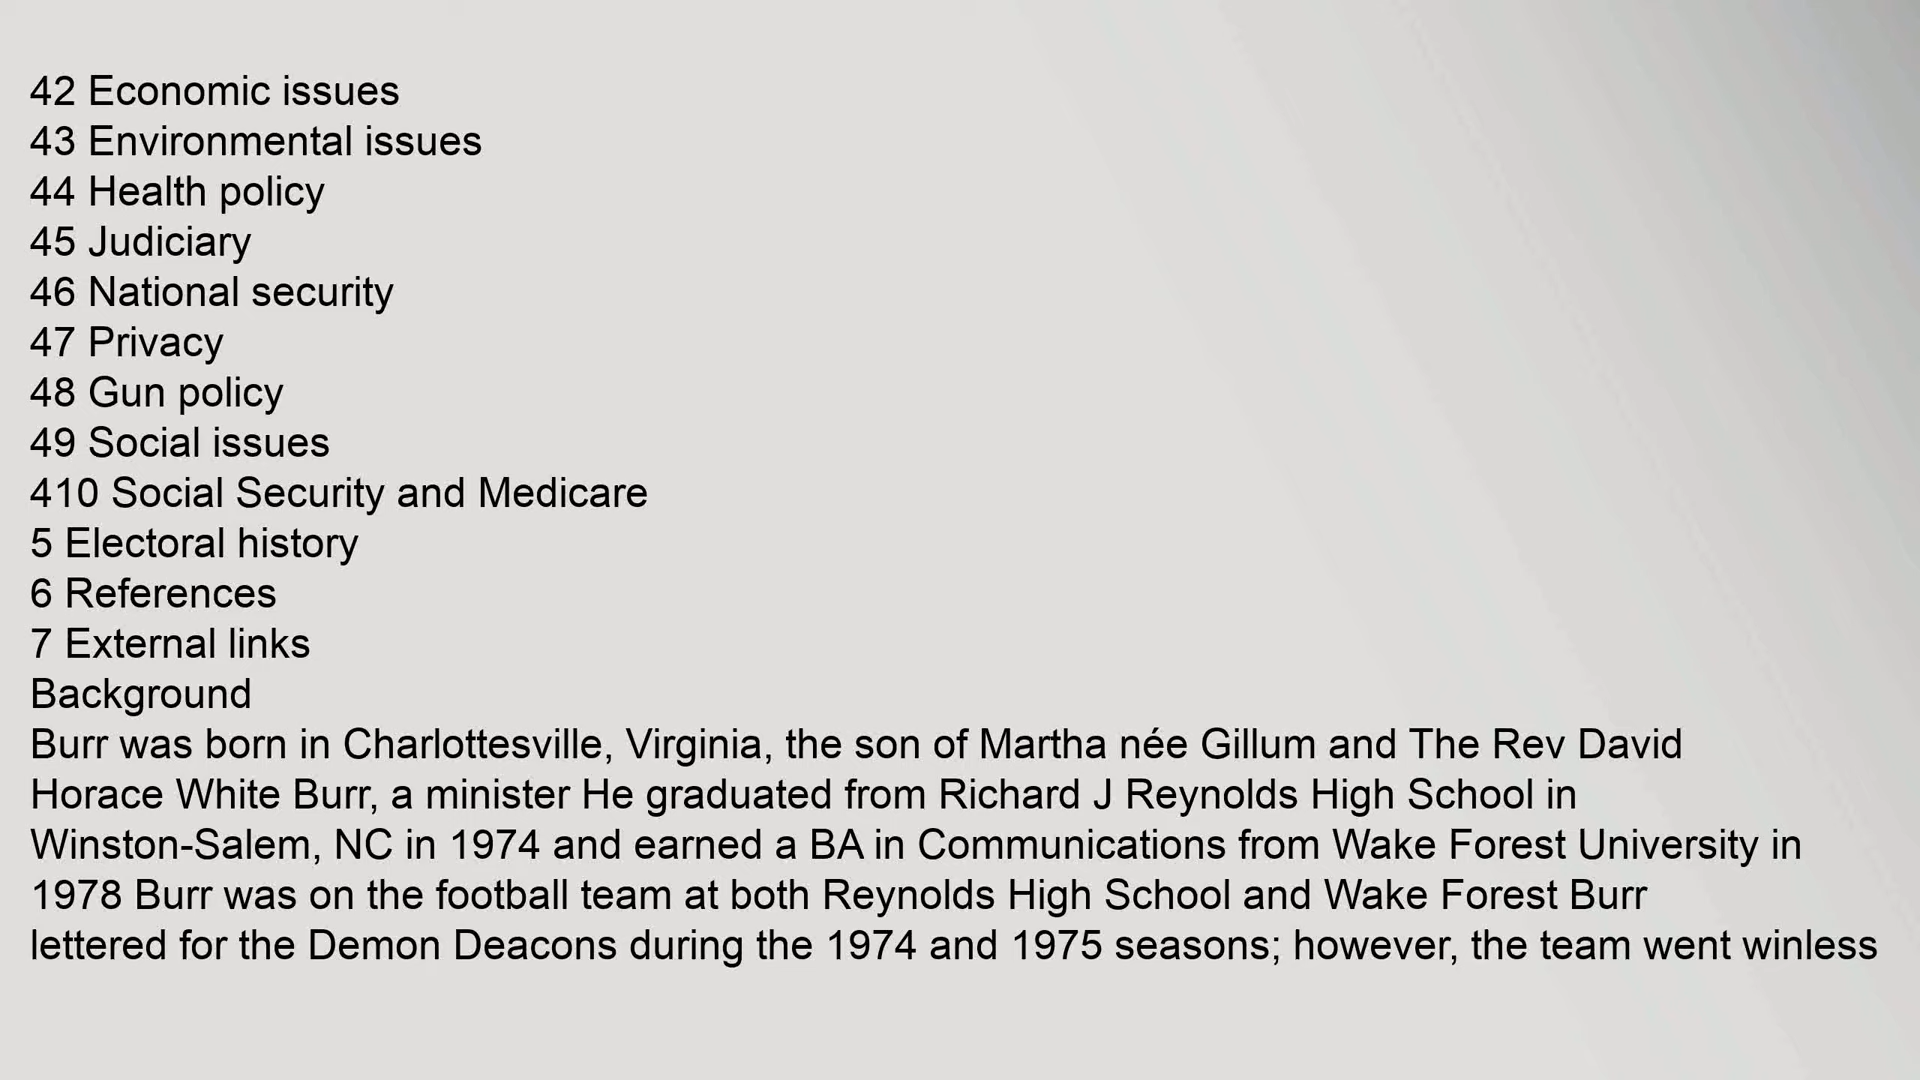 42 Economic issues
43 Environmental issues
44 Health policy
45 Judiciary
46 National security
47 Privacy
48 Gun policy
49 Social issues
410 Social Security and Medicare
5 Electoral history
6 References
7 External links
Background
Burr was born in Charlottesville, Virginia, the son of Martha née Gillum and The Rev David
Horace White Burr, a minister He graduated from Richard J Reynolds High School in
Winston-Salem, NC in 1974 and earned a BA in Communications from Wake Forest University in
1978 Burr was on the football team at both Reynolds High School and Wake Forest Burr
lettered for the Demon Deacons during the 1974 and 1975 seasons; however, the team went winless